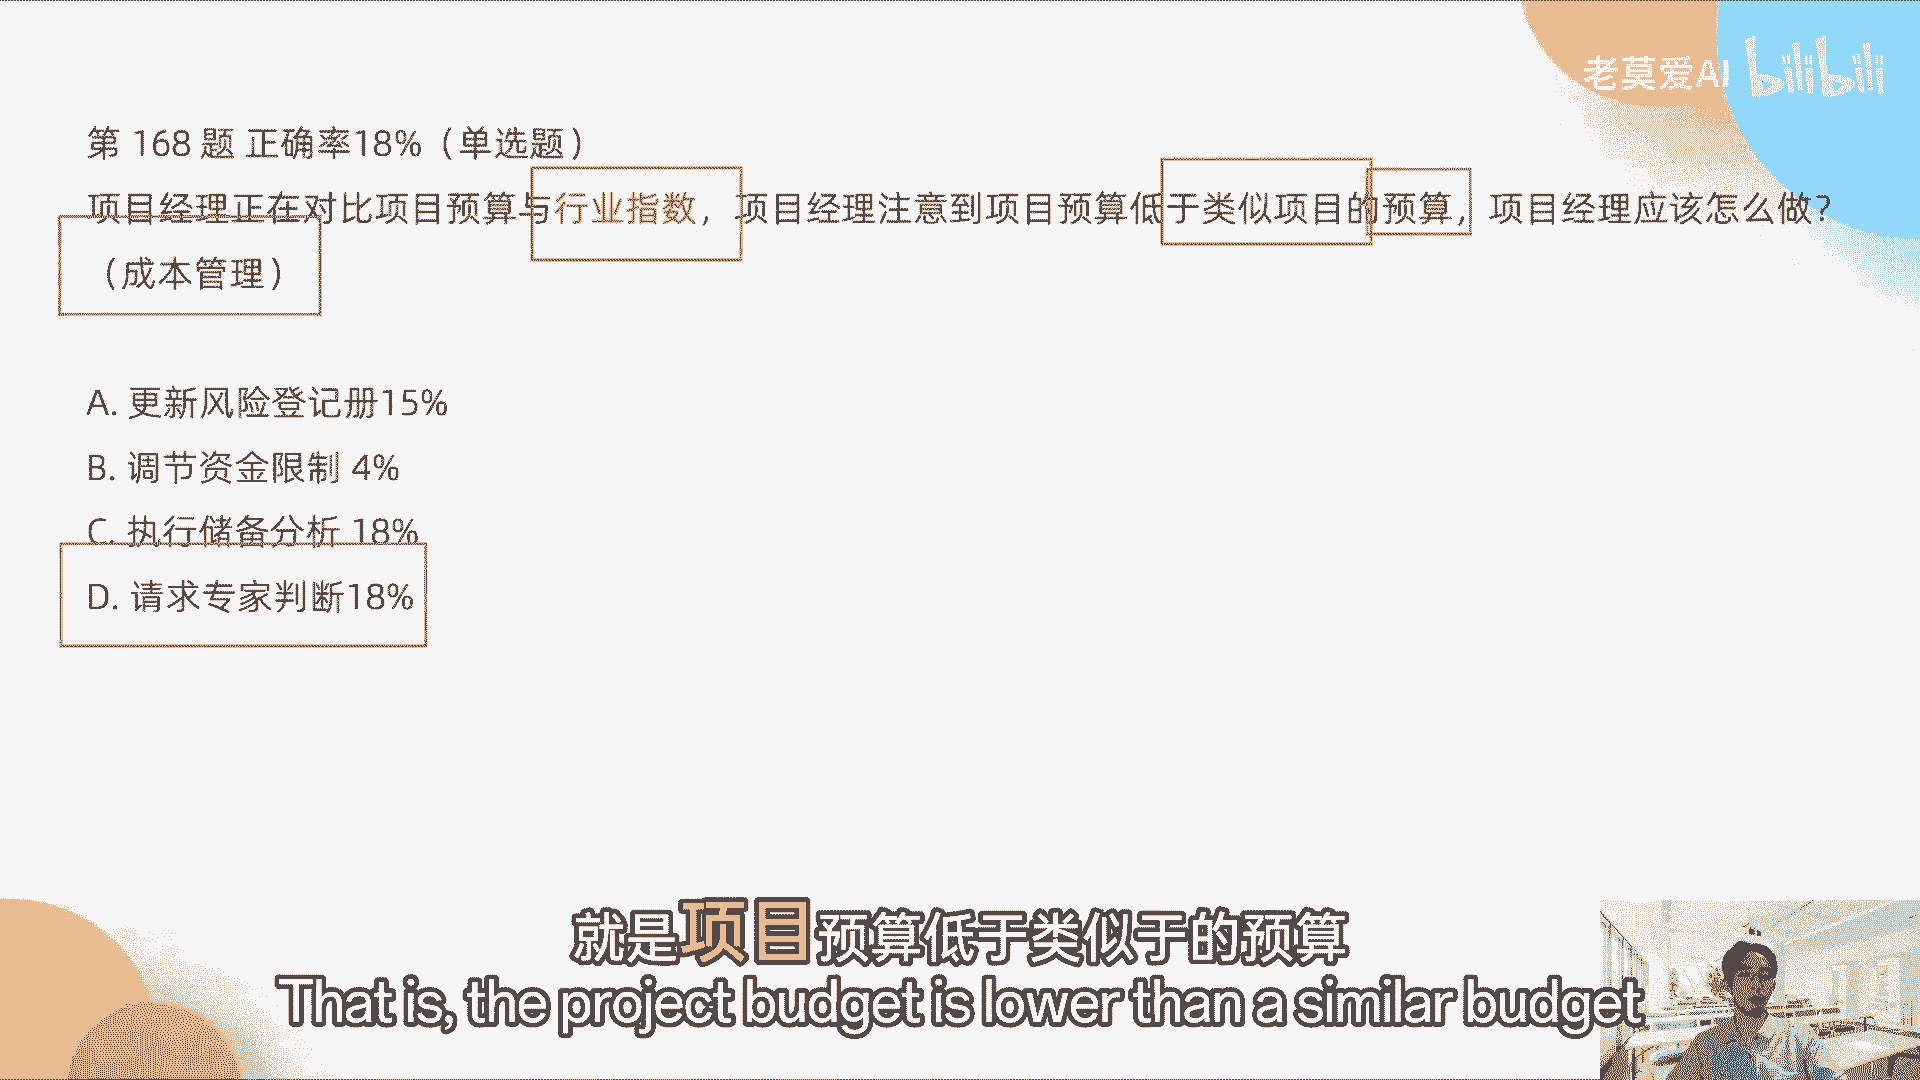 老莫爱AI bilibili
第 168 题 正确率18%（单选题）
项目经理正在对比项目预算与行业指数，项目经理注意到项目预算低于类似项目的预算，项目经理应该怎么做？
（成本管理）
A. 更新风险登记册15%
B. 调节资金限制 4%
C. 执行储备分析 18%
D. 请求专家判断18%
就是项目预算低于类似于的预算
That is, the project budget is lower than a similar budget